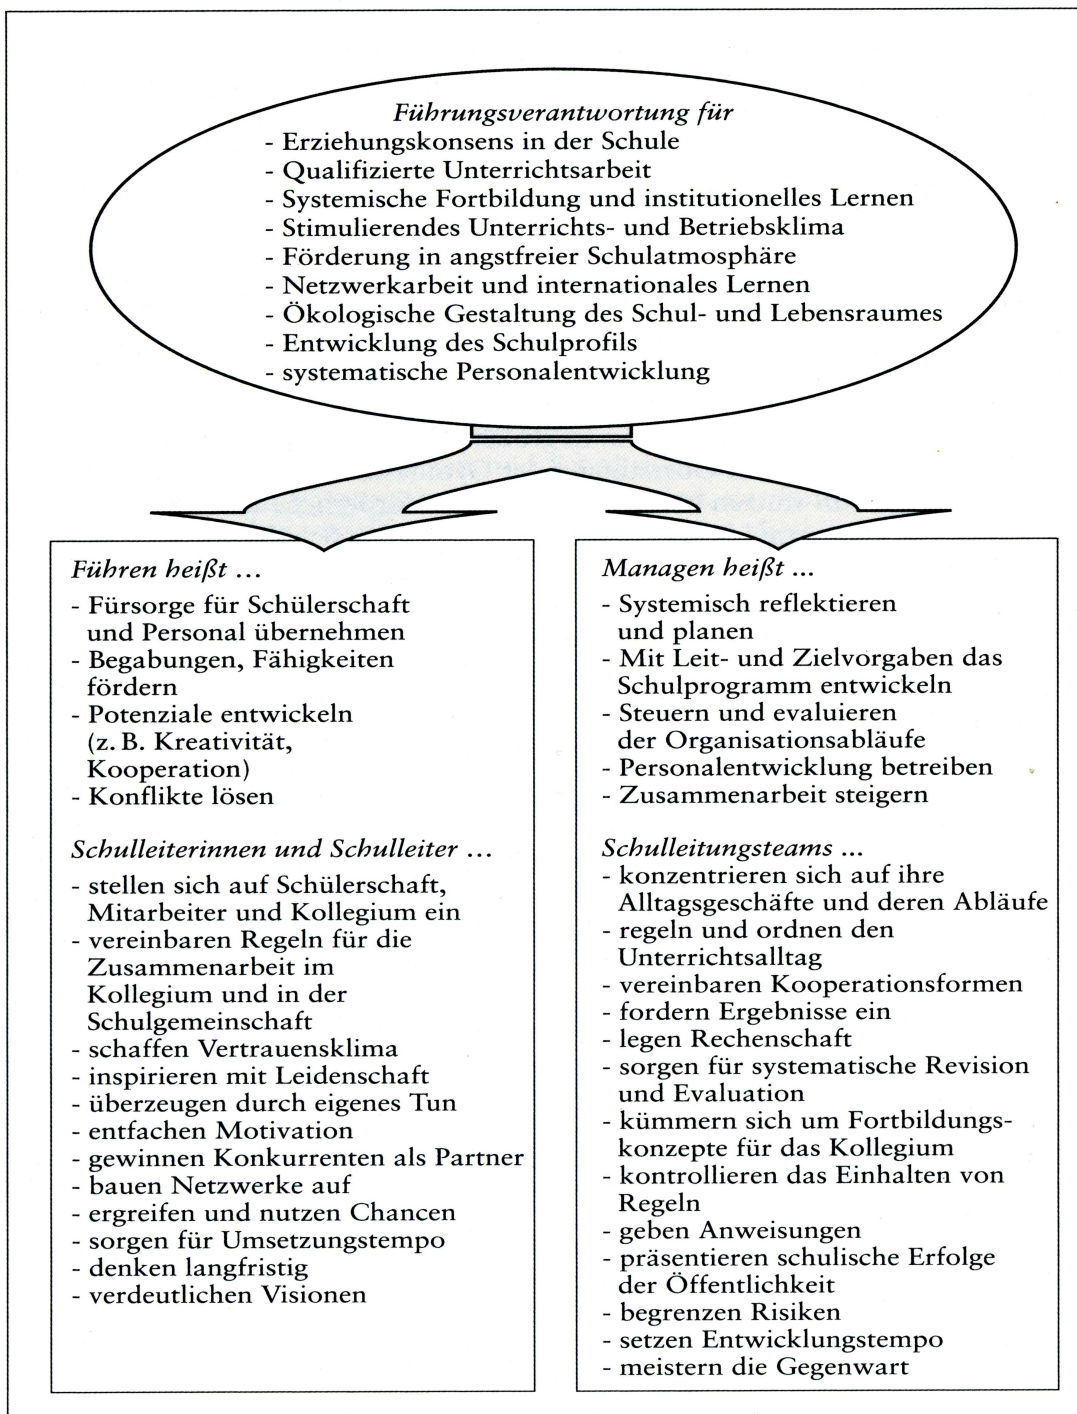 Führungsverantwortung für
- Erziehungskonsens in der Schule
- Qualifizierte Unterrichtsarbeit
- Systemische Fortbildung und institutionelles Lernen
- Stimulierendes Unterrichts- und Betriebsklima
- Förderung in angstfreier Schulatmosphäre
- Netzwerkarbeit und internationales Lernen
- Ökologische Gestaltung des Schul- und Lebensraumes
- Entwicklung des Schulprofils
- systematische Personalentwicklung
Führen heißt ...
- Fürsorge für Schülerschaft
und Personal übernehmen
- Begabungen, Fähigkeiten
fördern
- Potenziale entwickeln
(z. B. Kreativität,
Kooperation)
- Konflikte lösen
Schulleiterinnen und Schulleiter ...
- stellen sich auf Schülerschaft,
Mitarbeiter und Kollegium ein
- vereinbaren Regeln für die
Zusammenarbeit im
Kollegium und in der
Schulgemeinschaft
- schaffen Vertrauensklima
- inspirieren mit Leidenschaft
- überzeugen durch eigenes Tun
- entfachen Motivation
- gewinnen Konkurrenten als Partner
- bauen Netzwerke auf
- ergreifen und nutzen Chancen
- sorgen für Umsetzungstempo
- denken langfristig
- verdeutlichen Visionen
Managen heißt ...
- Systemisch reflektieren
und planen
- Mit Leit- und Zielvorgaben das
Schulprogramm entwickeln
- Steuern und evaluieren
der Organisationsabläufe
- Personalentwicklung betreiben
- Zusammenarbeit steigern
Schulleitungsteams ...
- konzentrieren sich auf ihre
Alltagsgeschäfte und deren Abläufe
- regeln und ordnen den
Unterrichtsalltag
- vereinbaren Kooperationsformen
- fordern Ergebnisse ein
- legen Rechenschaft
- sorgen für systematische Revision
und Evaluation
- kümmern sich um Fortbildungs-
konzepte für das Kollegium
- kontrollieren das Einhalten von
Regeln
- geben Anweisungen
- präsentieren schulische Erfolge
der Öffentlichkeit
- begrenzen Risiken
- setzen Entwicklungstempo
- meistern die Gegenwart